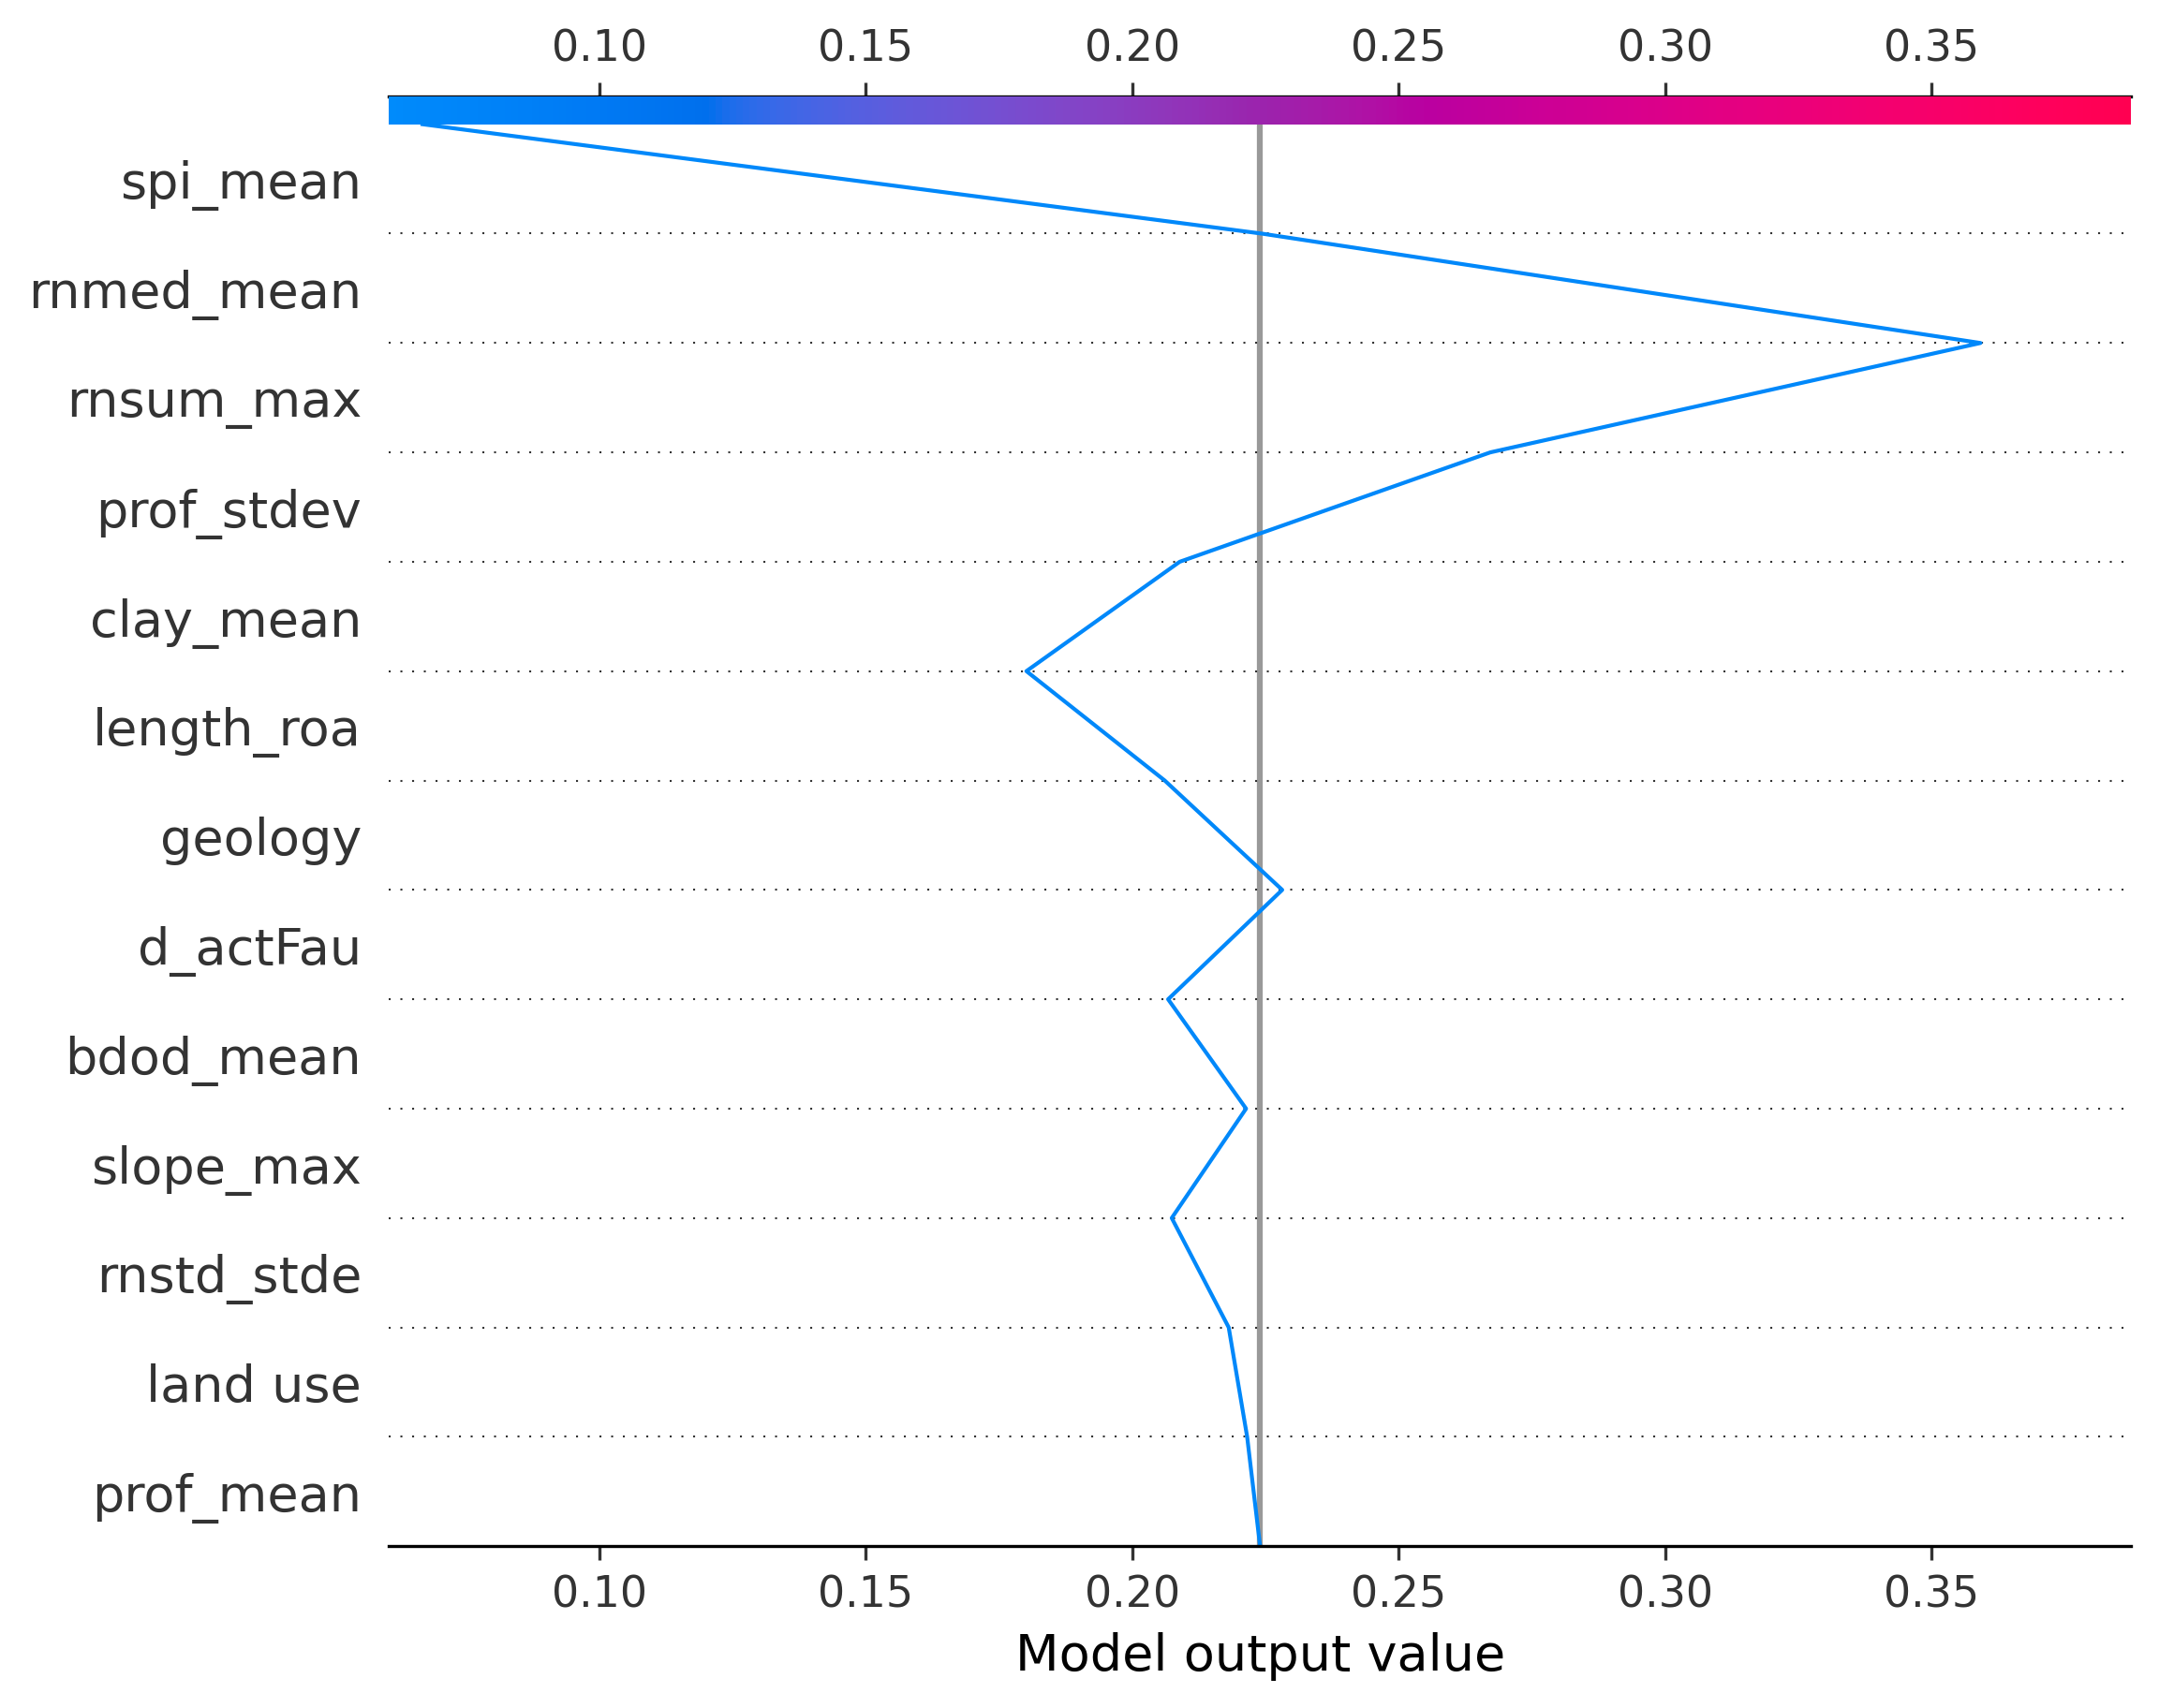 0.10 0.15 0.20 0.25 0.30 0.35
spi_mean
rnmed_mean
rnsum_max
prof_stdev
clay_mean
length_roa
geology
d_actFau
bdod_mean
slope_max
rnstd_stde
land use
prof_mean
0.10 0.15 0.20 0.25 0.30 0.35
Model output value